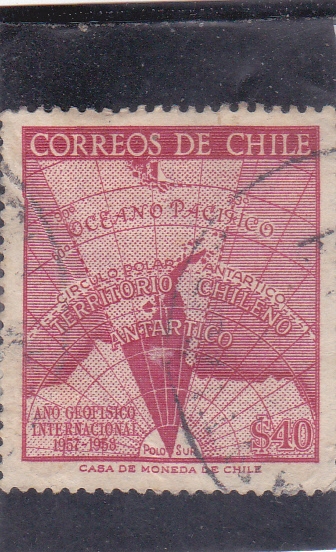 CORREOS DE CHILE
90°
OCEANO PACIFICO
CIRCULO POLAR ANTARTICO
TERRITORIO CHILENO
ANTARTICO
AÑO GEOFISICO
INTERNACIONAL
1957-1958
POLO SUR
$40
CASA DE MONEDA DE CHILE